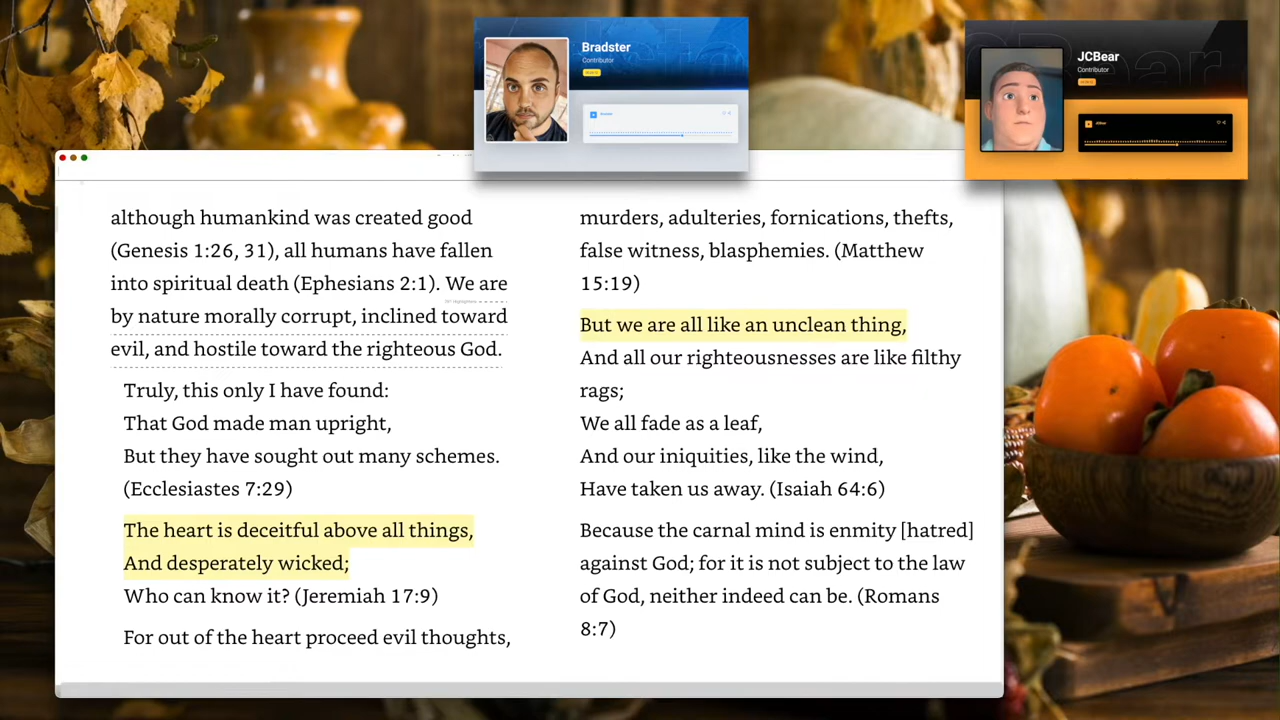 Bradster
Contributor
JCBear
Contributor
although humankind was created good
(Genesis 1:26, 31), all humans have fallen
into spiritual death (Ephesians 2:1). We are
by nature morally corrupt, inclined toward
evil, and hostile toward the righteous God.
Truly, this only I have found:
That God made man upright,
But they have sought out many schemes.
(Ecclesiastes 7:29)
The heart is deceitful above all things,
And desperately wicked;
Who can know it? (Jeremiah 17:9)
For out of the heart proceed evil thoughts,
murders, adulteries, fornications, thefts,
false witness, blasphemies. (Matthew
15:19)
But we are all like an unclean thing,
And all our righteousnesses are like filthy
rags;
We all fade as a leaf,
And our iniquities, like the wind,
Have taken us away. (Isaiah 64:6)
Because the carnal mind is enmity [hatred]
against God; for it is not subject to the law
of God, neither indeed can be. (Romans
8:7)